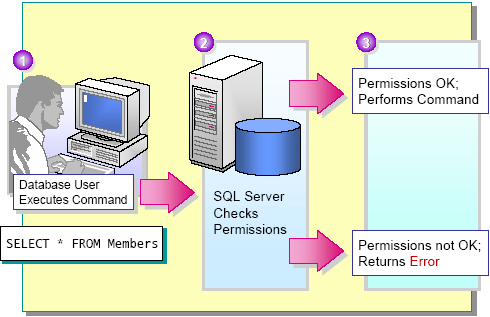 1
2
3
Database User
Executes Command
SELECT * FROM Members
SQL Server
Checks
Permissions
Permissions OK;
Performs Command
Permissions not OK;
Returns Error